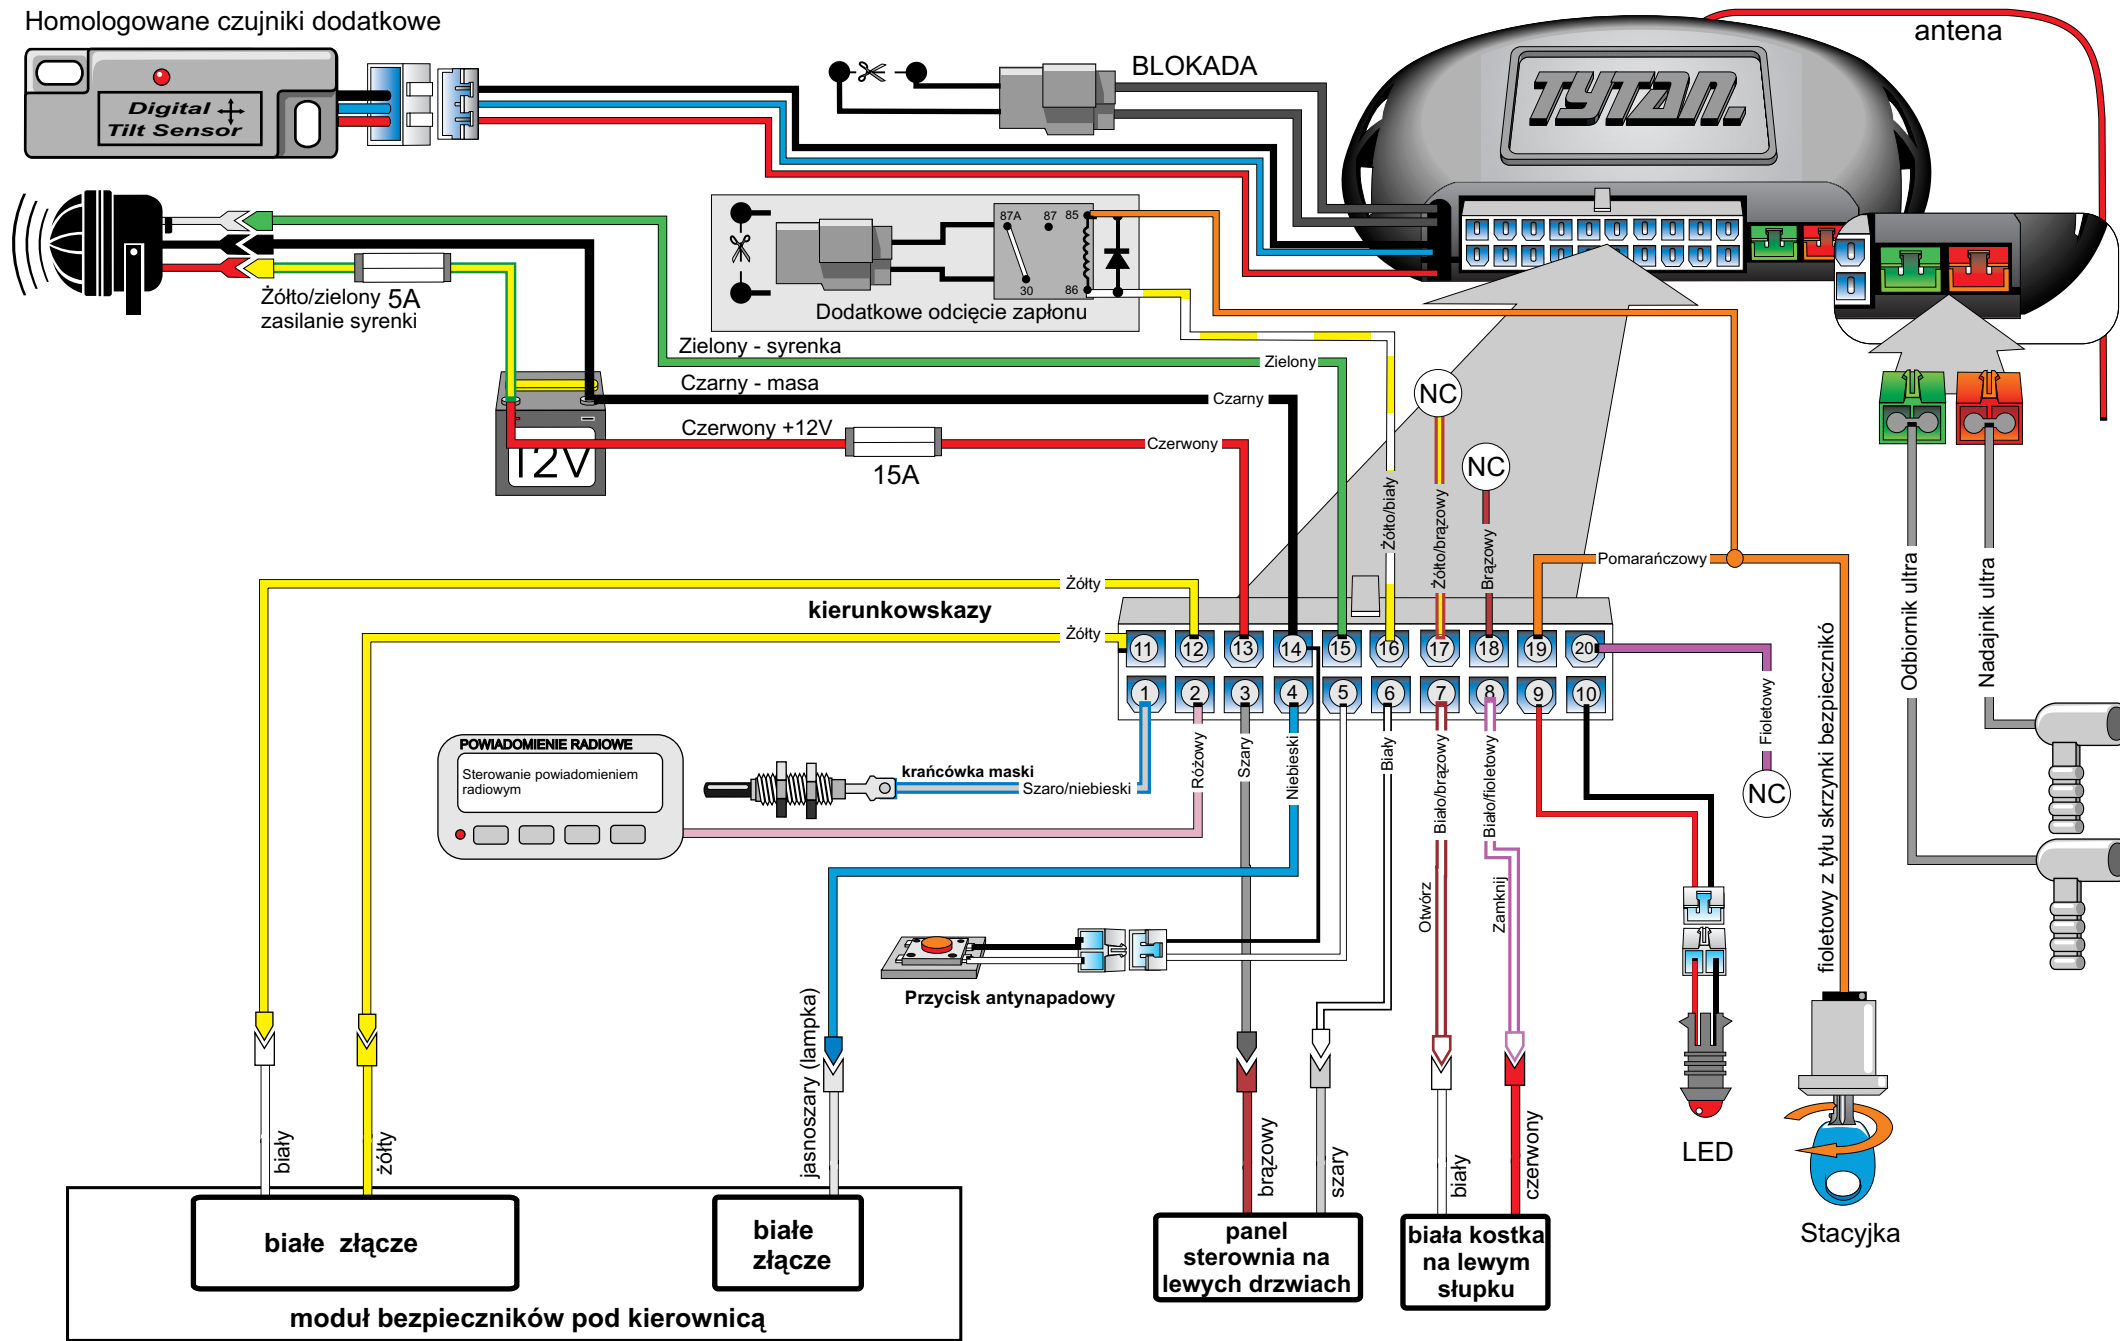 Homologowane czujniki dodatkowe
Digital
Tilt Sensor
BLOKADA
TYTAN.
antena
87A
87
85
30
86
Dodatkowe odcięcie zapłonu
Żółto/zielony 5A
zasilanie syrenki
Zielony - syrenka
Zielony
Czarny - masa
Czarny
Czerwony +12V
Czerwony
15A
12V
NC
NC
Żółto/biały
Żółto/brązowy
Brązowy
Pomarańczowy
Odbiornik ultra
Nadajnik ultra
Żółty
kierunkowskazy
Żółty
11
12
13
14
15
16
17
18
19
20
1
2
3
4
5
6
7
8
9
10
Fioletowy
NC
POWIADOMIENIE RADIOWE
Sterowanie powiadomieniem
radiowym
krańcówka maski
Szaro/niebieski
Różowy
Szary
Niebieski
Biały
Biało/brązowy
Biało/fioletowy
Otwórz
Zamknij
fioletowy z tyłu skrzynki bezpieczników
Przycisk antynapadowy
jasnoszary (lampka)
biały
żółty
brązowy
szary
biały
czerwony
LED
Stacyjka
białe złącze
białe
złącze
moduł bezpieczników pod kierownicą
panel
sterownia na
lewych drzwiach
biała kostka
na lewym
słupku